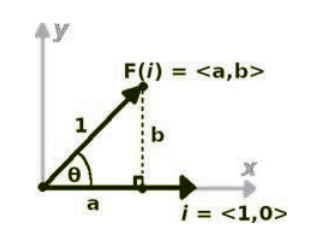 y
F(i) = <a,b>
1
b
θ
x
a
i = <1,0>